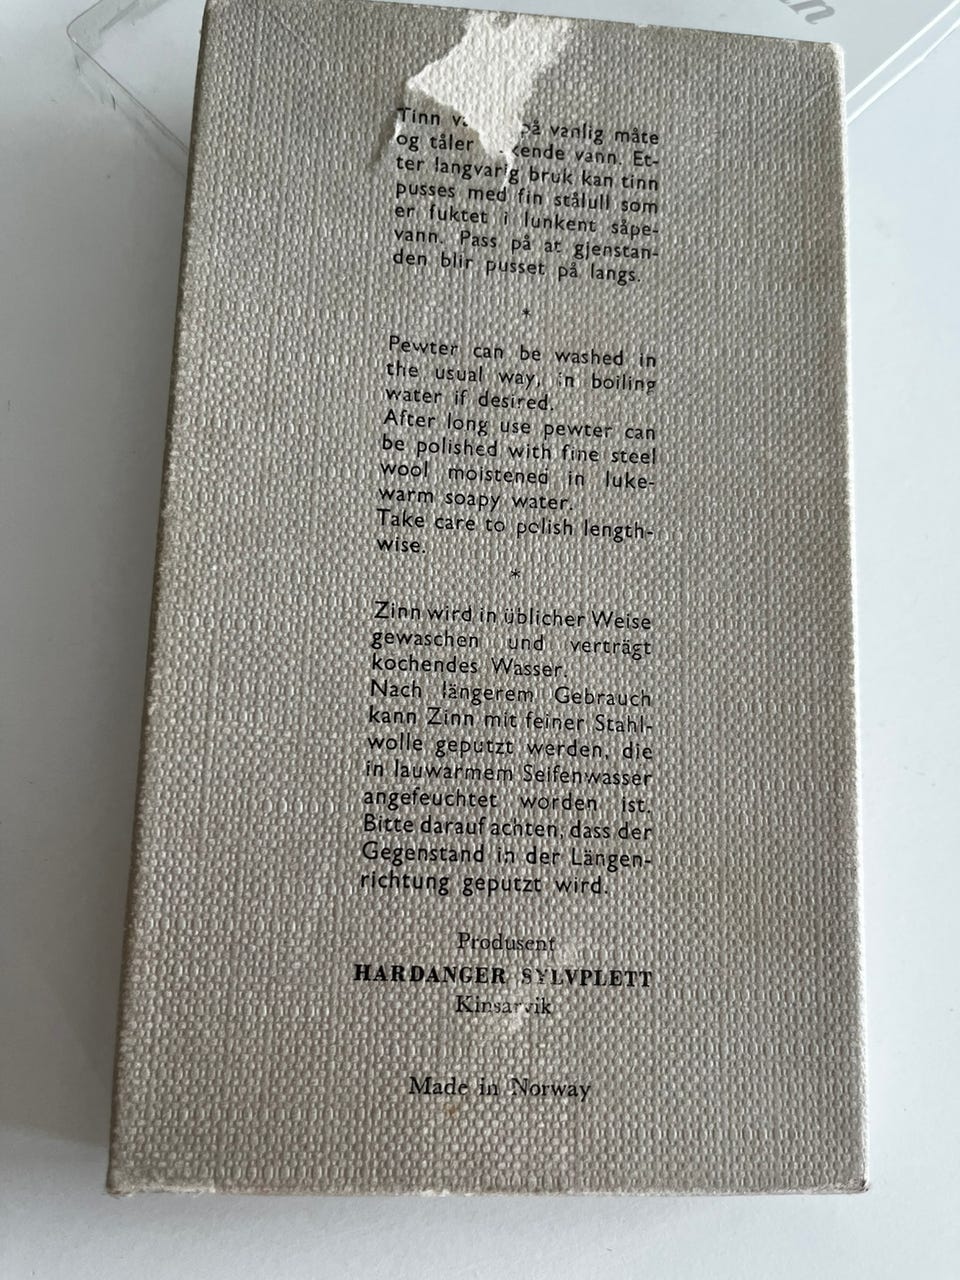 Tinn på vanlig måte
og tåler vann. Et-
ter langvarig bruk kan tinn
pusses med fin stålull som
er fuktet i lunkent såpe-
vann. Pass på at gjenstan-
den blir pusset på langs.
*
Pewter can be washed in
the usual way, in boiling
water if desired.
After long use pewter can
be polished with fine steel
wool moistened in luke-
warm soapy water.
Take care to polish length-
wise.
*
Zinn wird in üblicher Weise
gewaschen und verträgt
kochendes Wasser.
Nach längerem Gebrauch
kann Zinn mit feiner Stahl-
wolle geputzt werden, die
in lauwarmem Seifenwasser
angefeuchtet worden ist.
Bitte darauf achten, dass der
Gegenstand in der Längen-
richtung geputzt wird.
Produsent
HARDANGER SYLVPLETT
Kinsarvik
Made in Norway